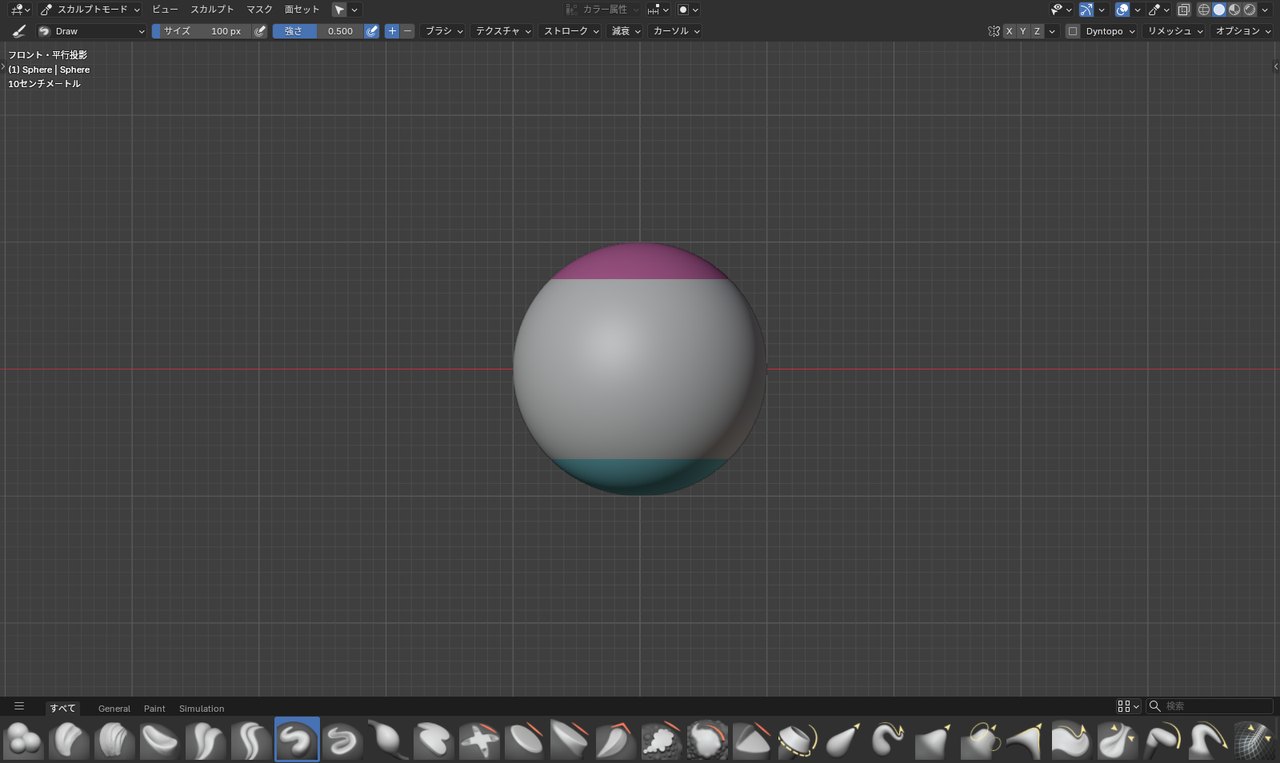 スカルプトモード ビュー スカルプト マスク 面セット カラー属性
Draw サイズ 100 px 強さ 0.500 ブラシ テクスチャ ストローク 減衰 カーソル X Y Z Dyntopo リメッシュ オプション
フロント・平行投影
(1) Sphere | Sphere
10センチメートル
すべて General Paint Simulation 検索